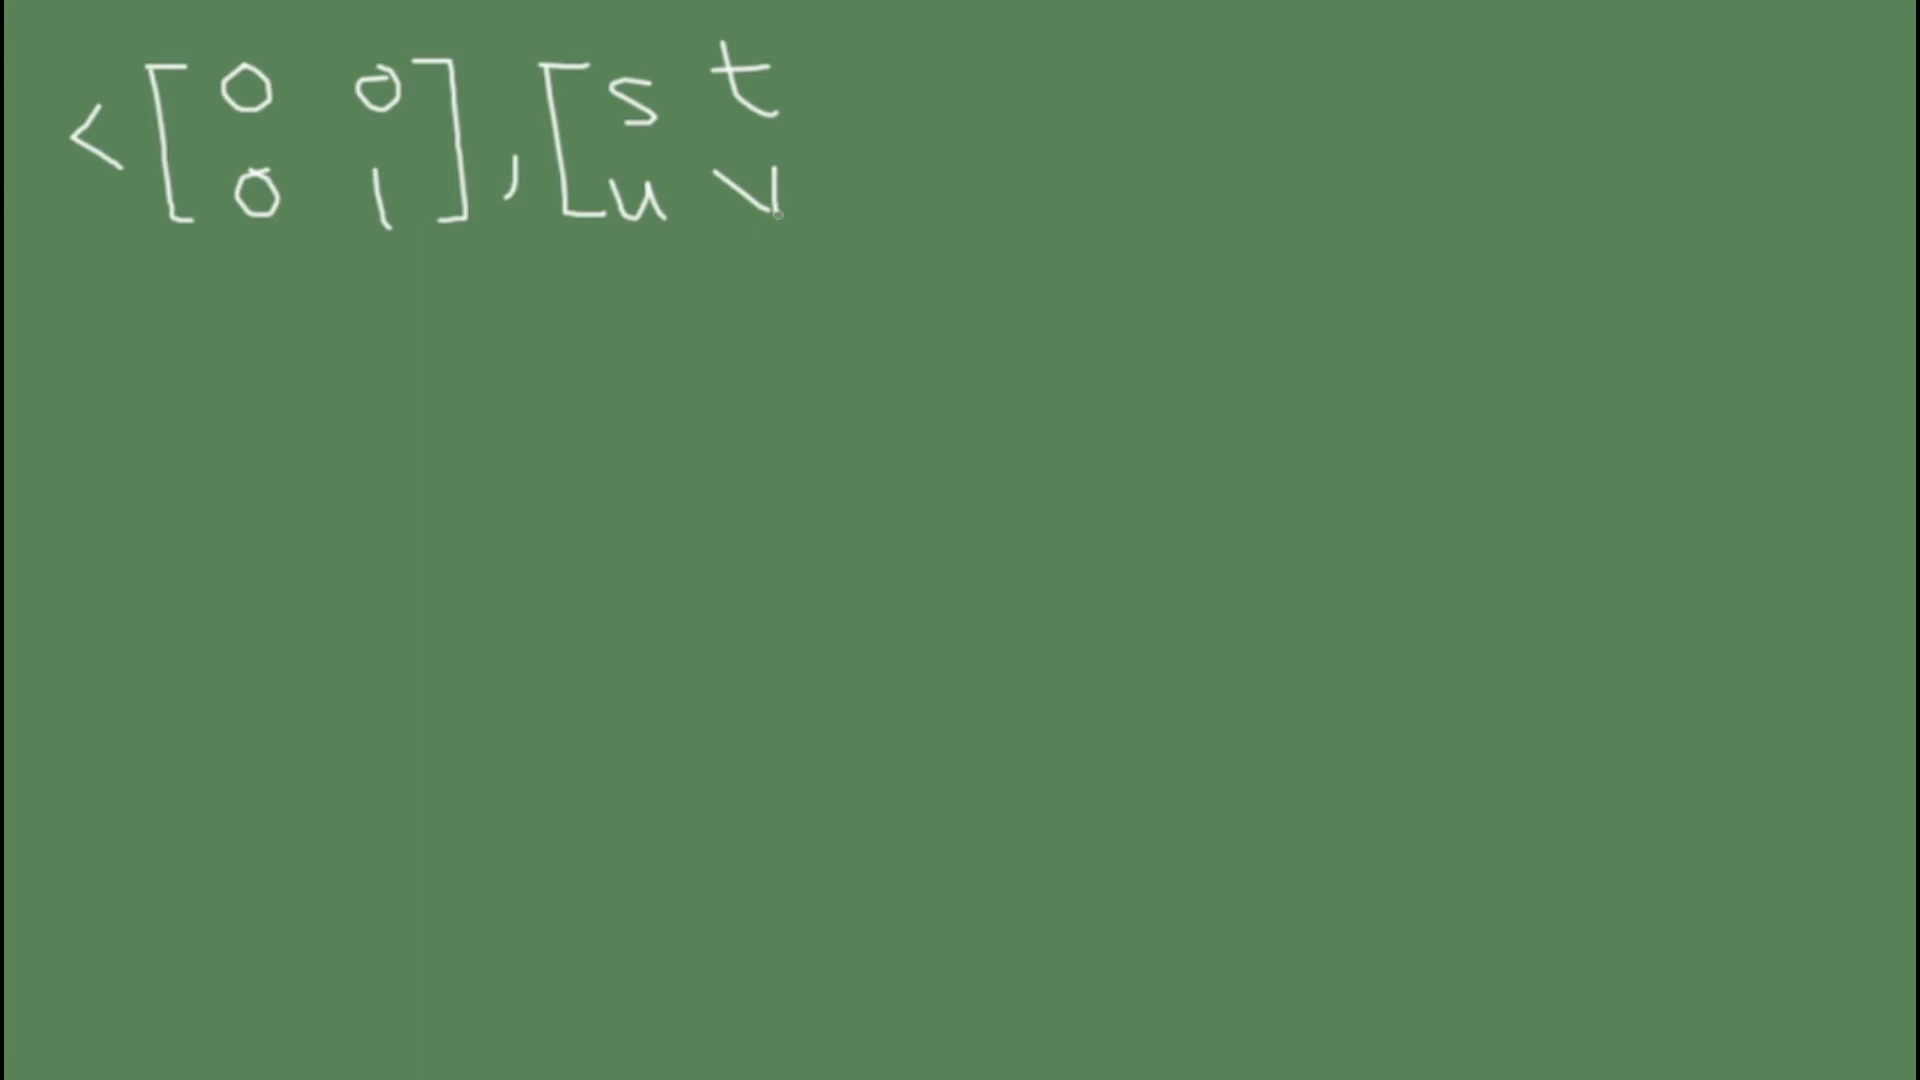 < [ 0 0 ] , [ s t
0 1 u v